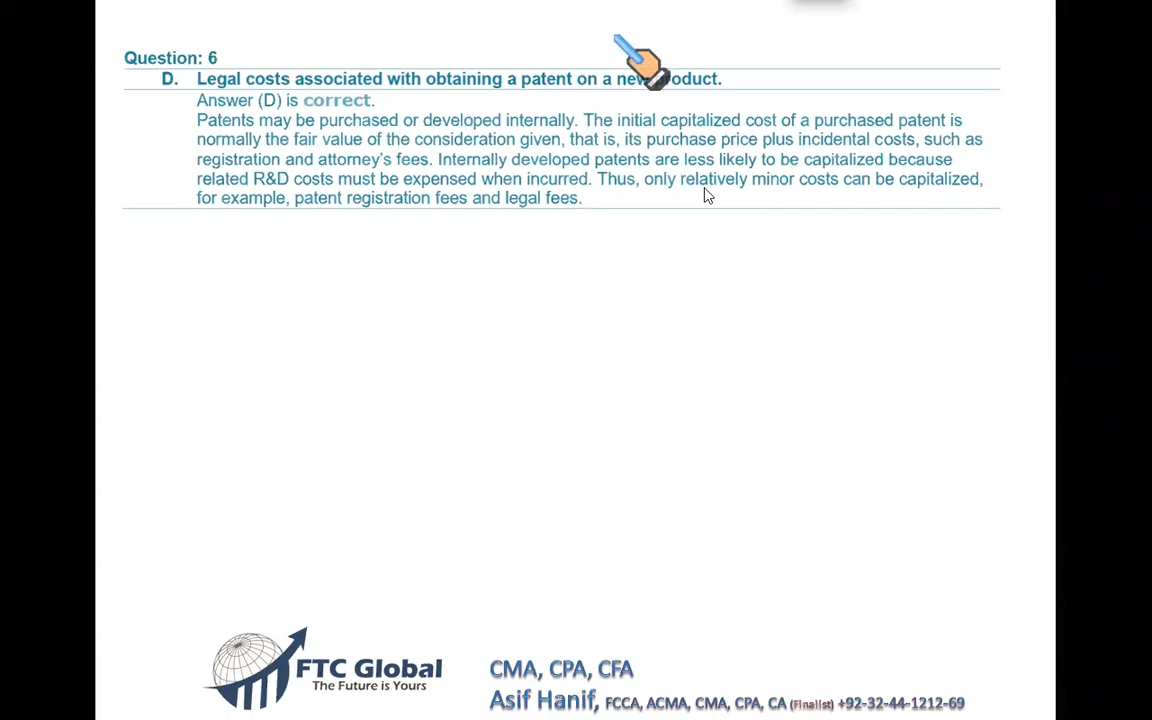 Question: 6
D. Legal costs associated with obtaining a patent on a new product.
Answer (D) is correct.
Patents may be purchased or developed internally. The initial capitalized cost of a purchased patent is
normally the fair value of the consideration given, that is, its purchase price plus incidental costs, such as
registration and attorney's fees. Internally developed patents are less likely to be capitalized because
related R&D costs must be expensed when incurred. Thus, only relatively minor costs can be capitalized,
for example, patent registration fees and legal fees.
FTC Global
The Future is Yours
CMA, CPA, CFA
Asif Hanif, FCCA, ACMA, CMA, CPA, CA (Finalist) +92-32-44-1212-69